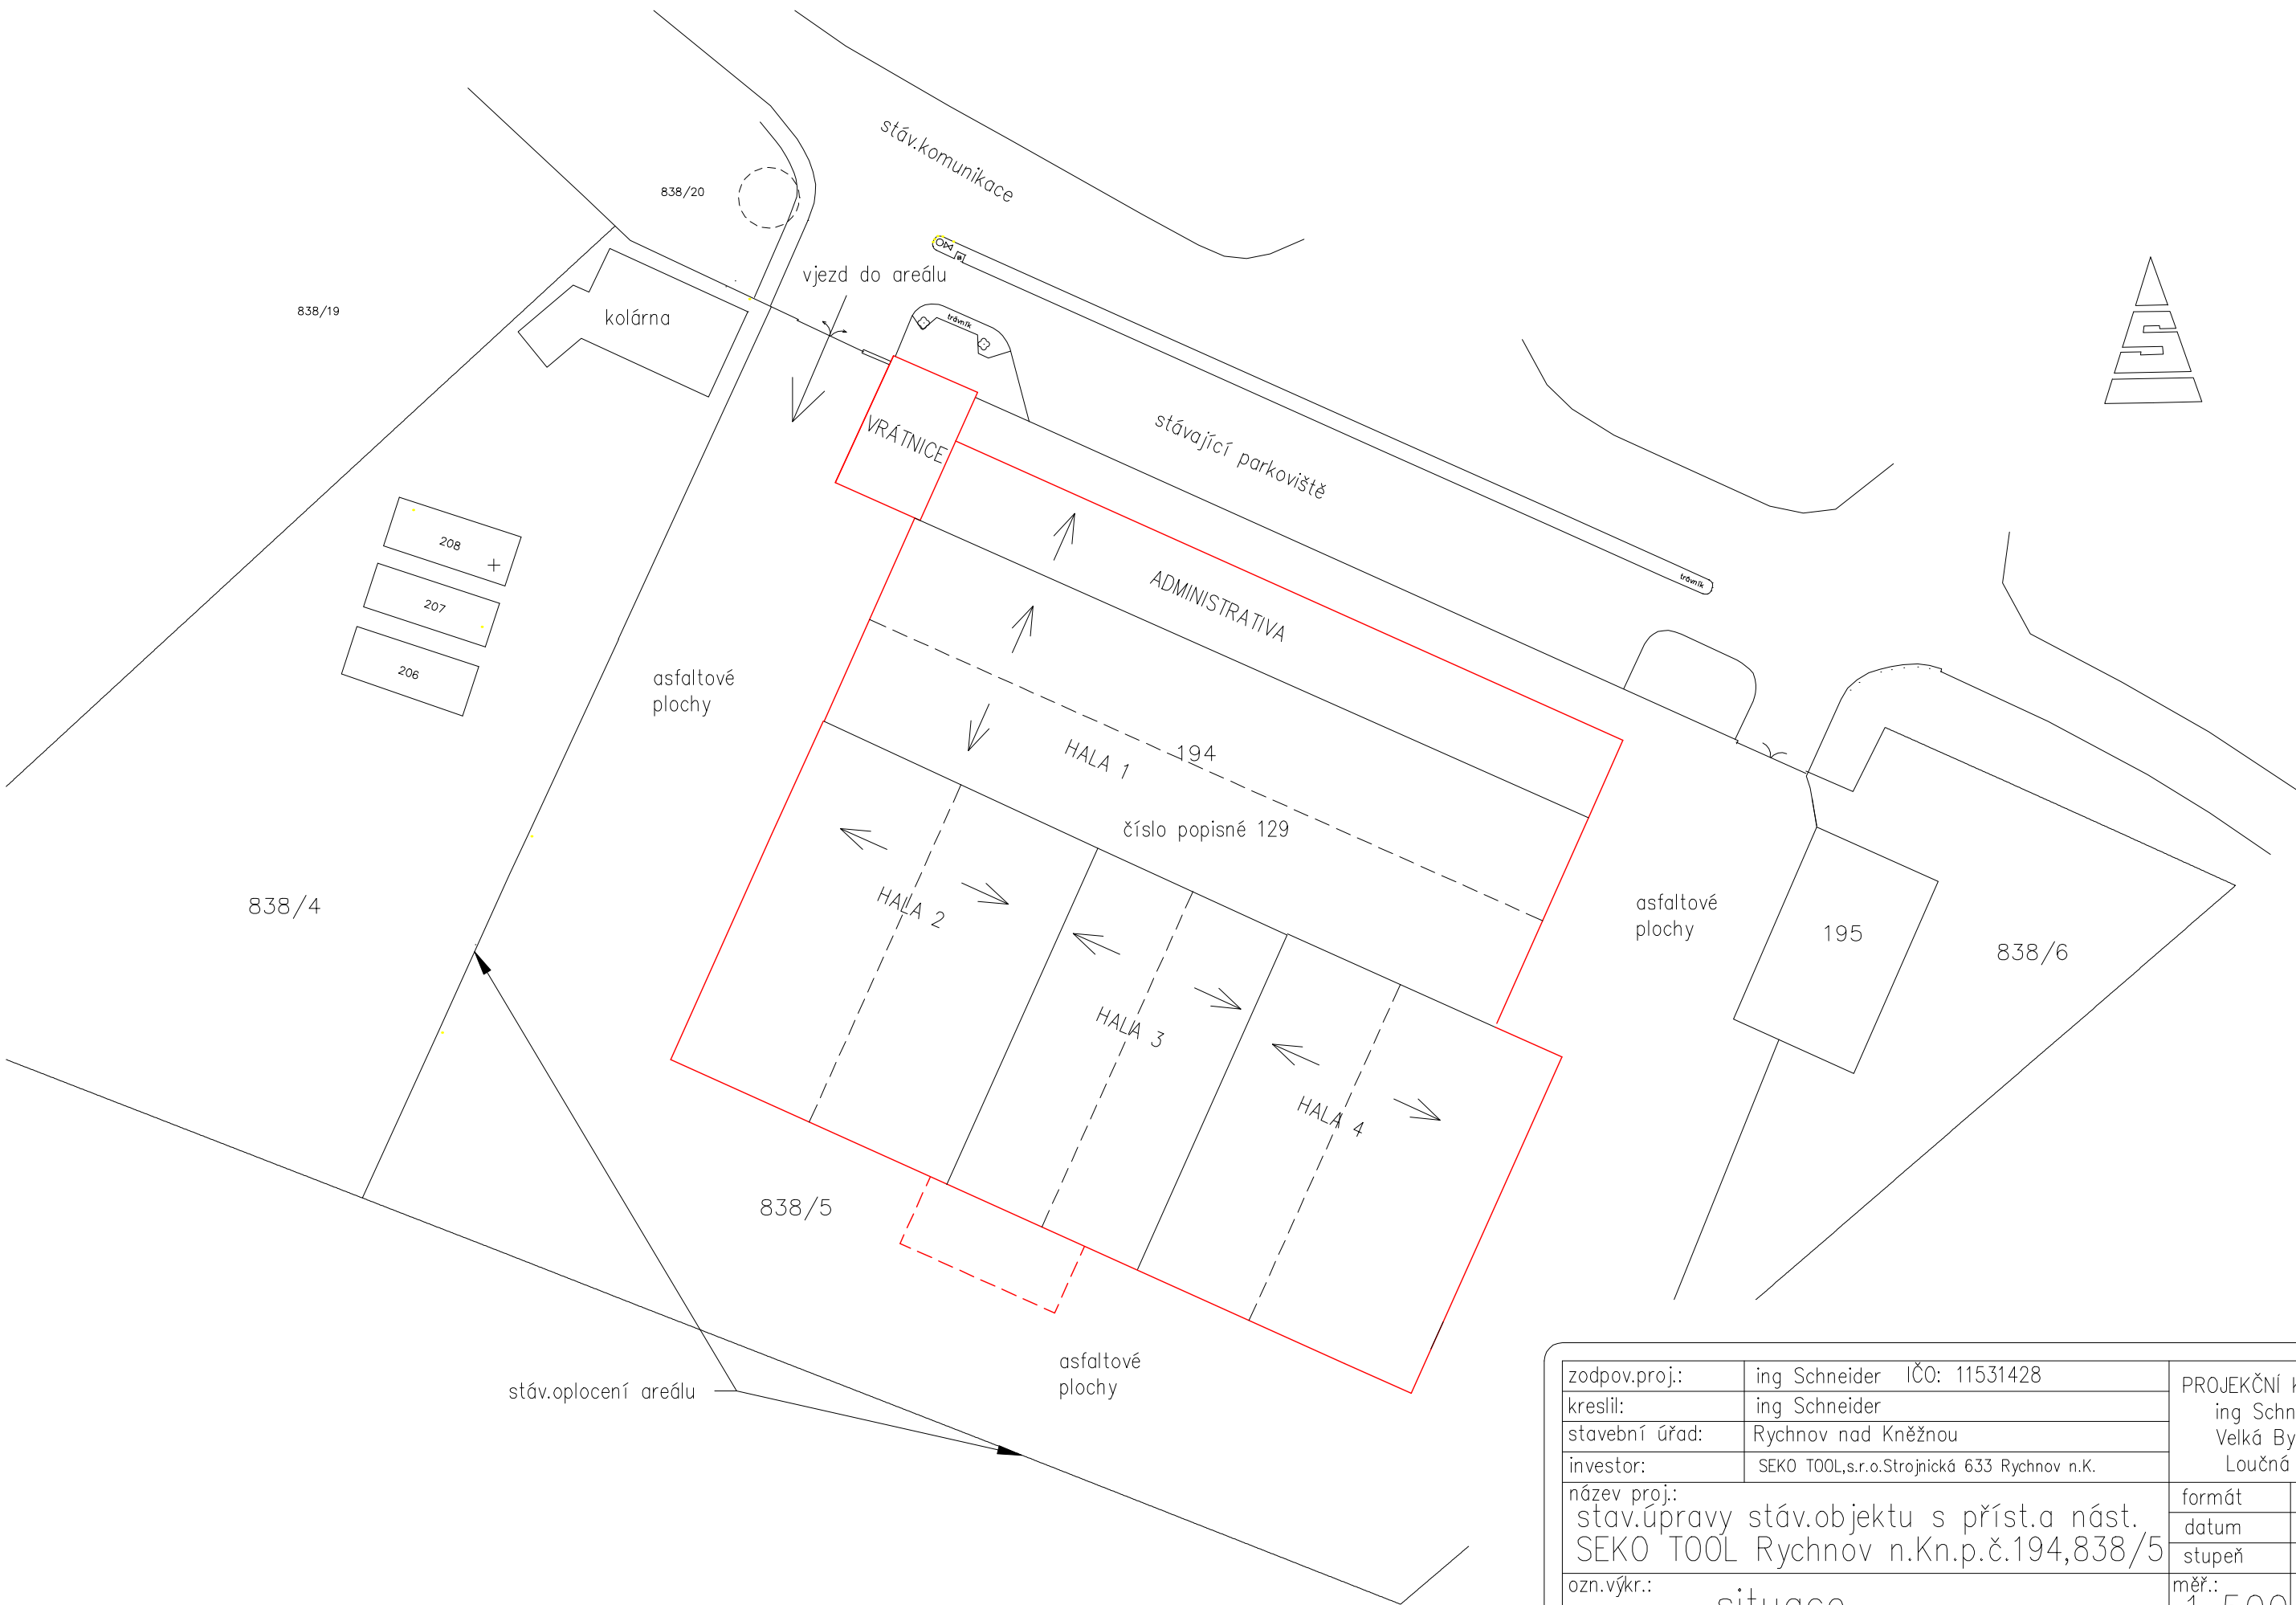 stáv.komunikace
838/20
vjezd do areálu
838/19
kolárna
trávník
VRÁTNICE
stávající parkoviště
208
207
206
trávník
ADMINISTRATIVA
asfaltové
plochy
HALA 1
194
číslo popisné 129
838/4
HALA 2
asfaltové
plochy
195
838/6
HALA 3
HALA 4
838/5
asfaltové
plochy
stáv.oplocení areálu
zodpov.proj.: ing Schneider IČO: 11531428
kreslil: ing Schneider
stavební úřad: Rychnov nad Kněžnou
investor: SEKO TOOL,s.r.o.Strojnická 633 Rychnov n.K.
název proj.:
stav.úpravy stáv.objektu s příst.a nást.
SEKO TOOL Rychnov n.Kn.p.č.194,838/5
ozn.výkr.:
situace
PROJEKČNÍ
ing Schn
Velká By
Loučná
formát
datum
stupeň
měř.: